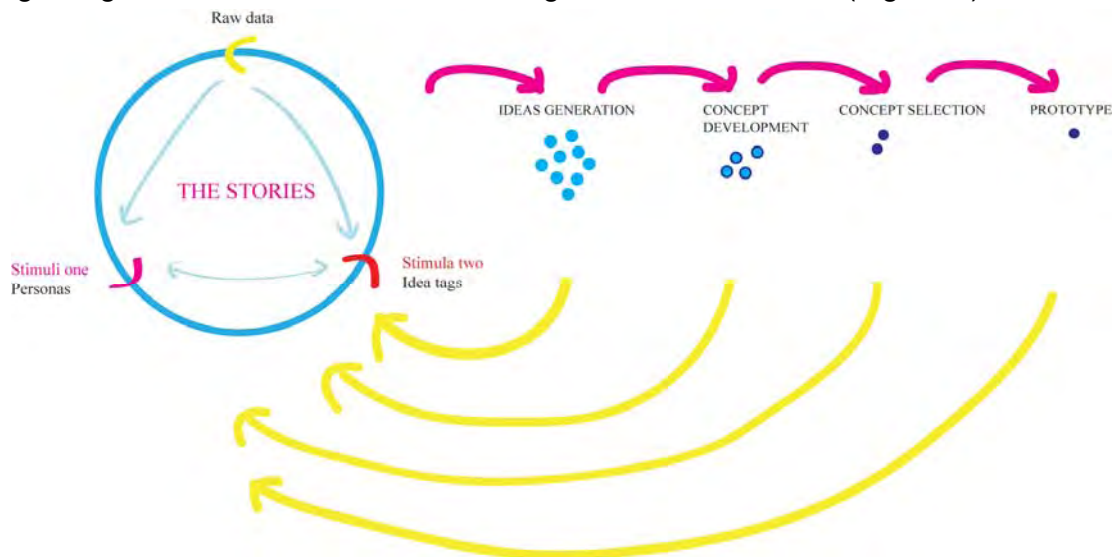 Raw data
IDEAS GENERATION
CONCEPT
DEVELOPMENT
CONCEPT SELECTION
PROTOTYPE
THE STORIES
Stimuli one
Personas
Stimula two
Idea tags